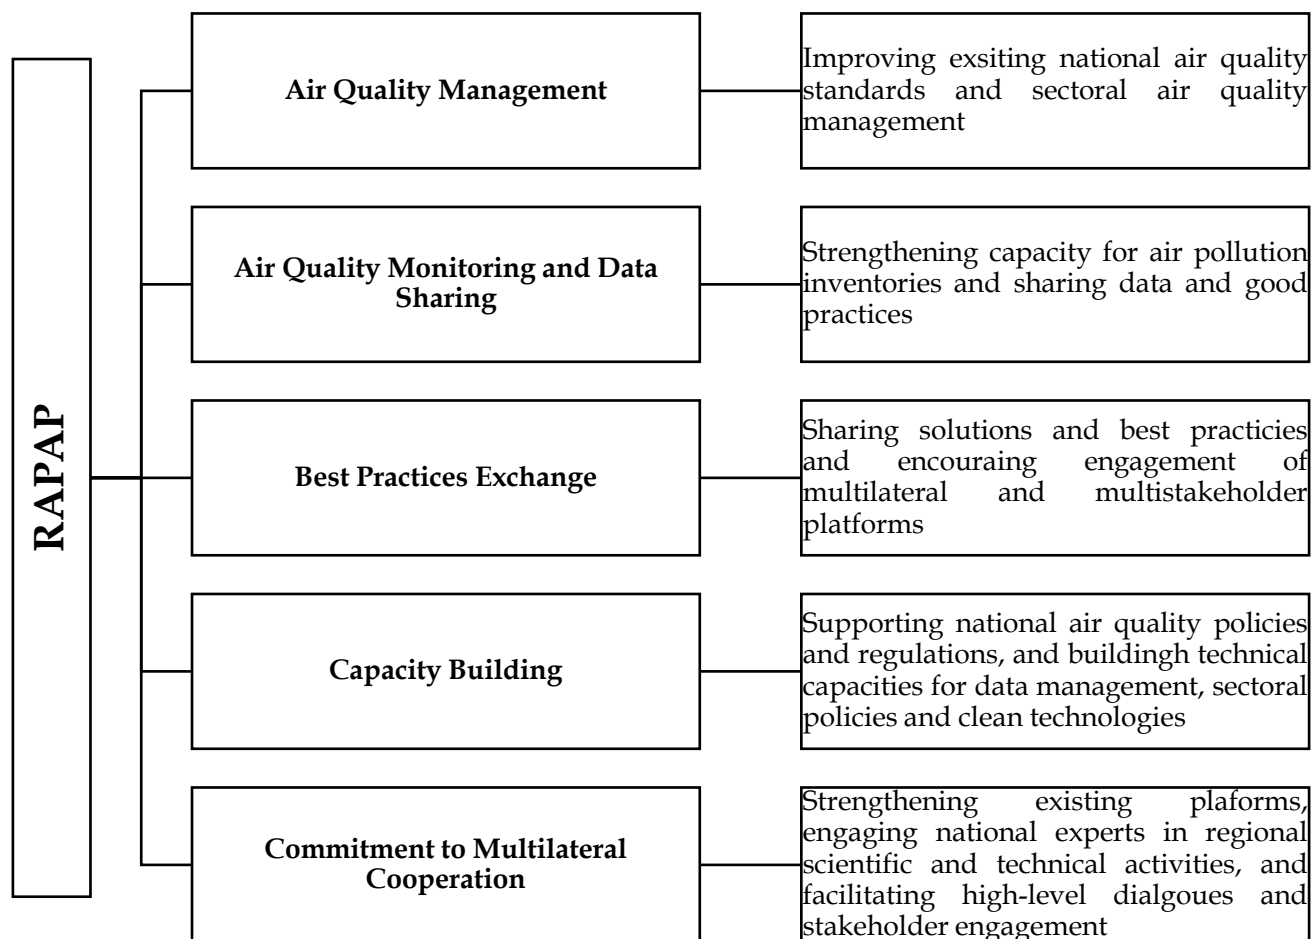 RAPAP
Air Quality Management
Improving exsiting national air quality
standards and sectoral air quality
management
Air Quality Monitoring and Data
Sharing
Strengthening capacity for air pollution
inventories and sharing data and good
practices
Best Practices Exchange
Sharing solutions and best practicies
and encouraing engagement of
multilateral and multistakeholder
platforms
Capacity Building
Supporting national air quality policies
and regulations, and buildingh technical
capacities for data management, sectoral
policies and clean technologies
Commitment to Multilateral
Cooperation
Strengthening existing plaforms,
engaging national experts in regional
scientific and technical activities, and
facilitating high-level dialgoues and
stakeholder engagement